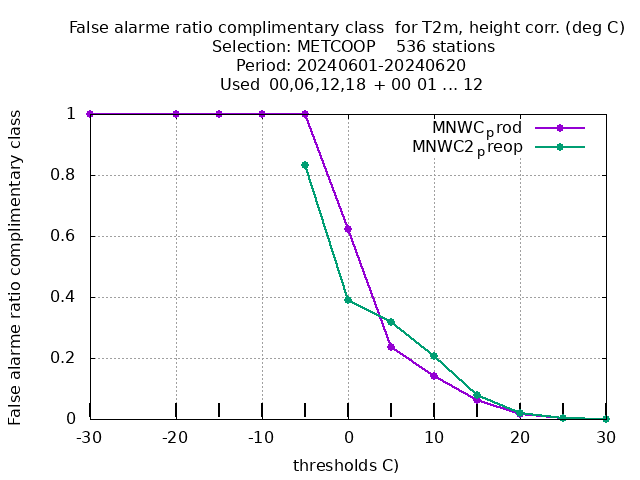 False alarme ratio complimentary class  for T2m, height corr. (deg C)
Selection: METCOOP    536 stations
Period: 20240601-20240620
Used  00,06,12,18  + 00 01 ... 12
False alarme ratio complimentary class
1
0.8
0.6
0.4
0.2
0
MNWCprod
MNWC2preop
-30 -20 -10 0 10 20 30
thresholds C)